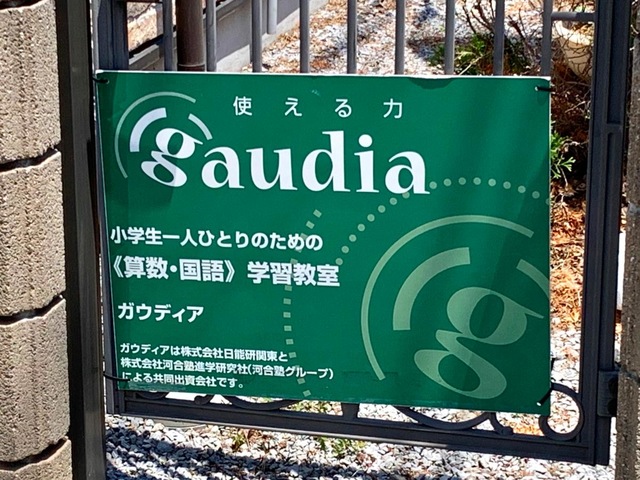 使える力
gaudia
小学生一人ひとりのための
《算数・国語》学習教室
ガウディア
ガウディアは株式会社日能研関東と
株式会社河合塾進学研究社(河合塾グループ)
による共同出資会社です。
g